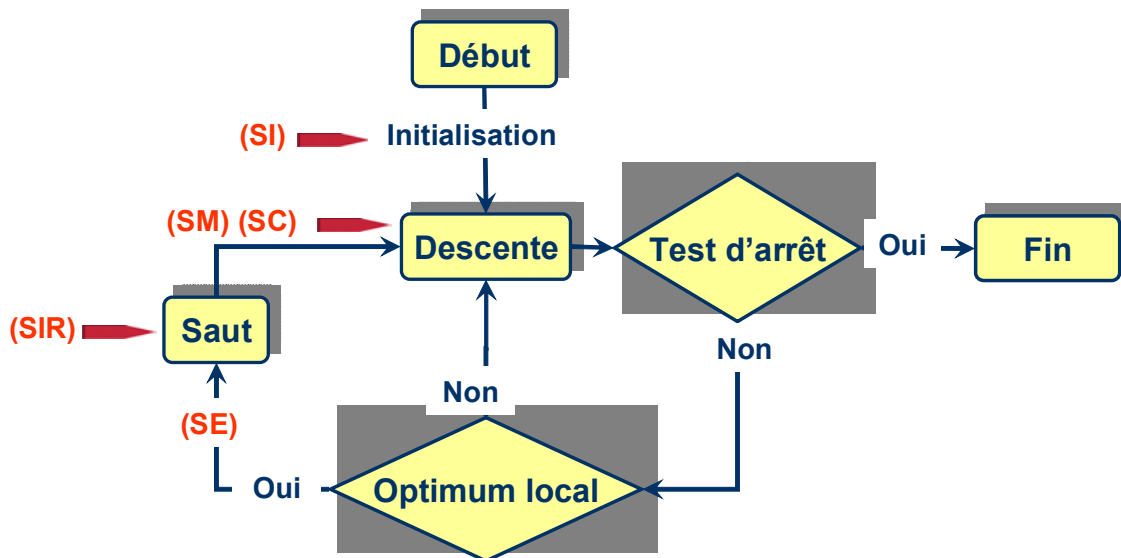 Début
(SI)
Initialisation
(SM) (SC)
Descente
Test d’arrêt
Oui
Fin
(SIR)
Saut
Non
Non
(SE)
Oui
Optimum local